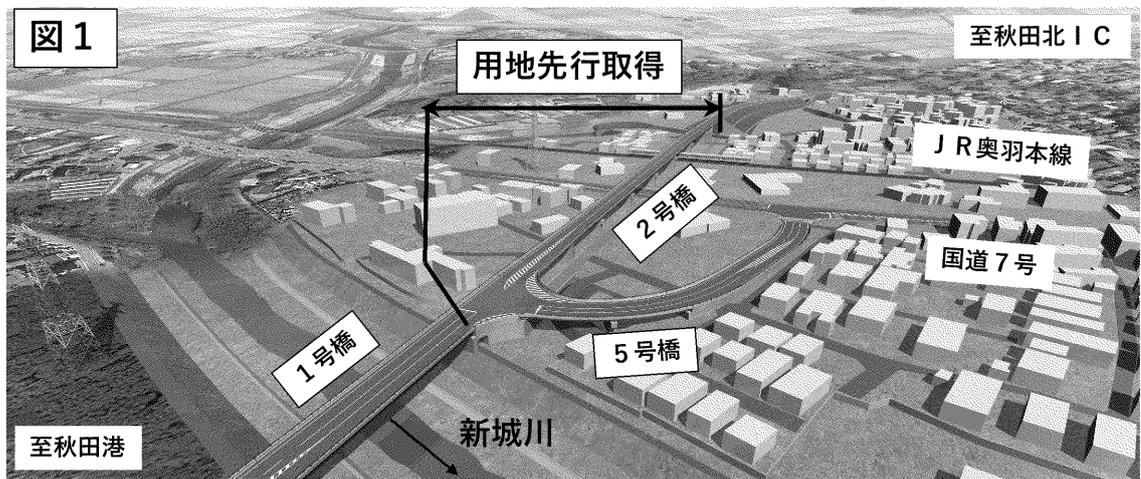 図１
至秋田北ＩＣ
用地先行取得
ＪＲ奥羽本線
２号橋
国道７号
１号橋
５号橋
新城川
至秋田港